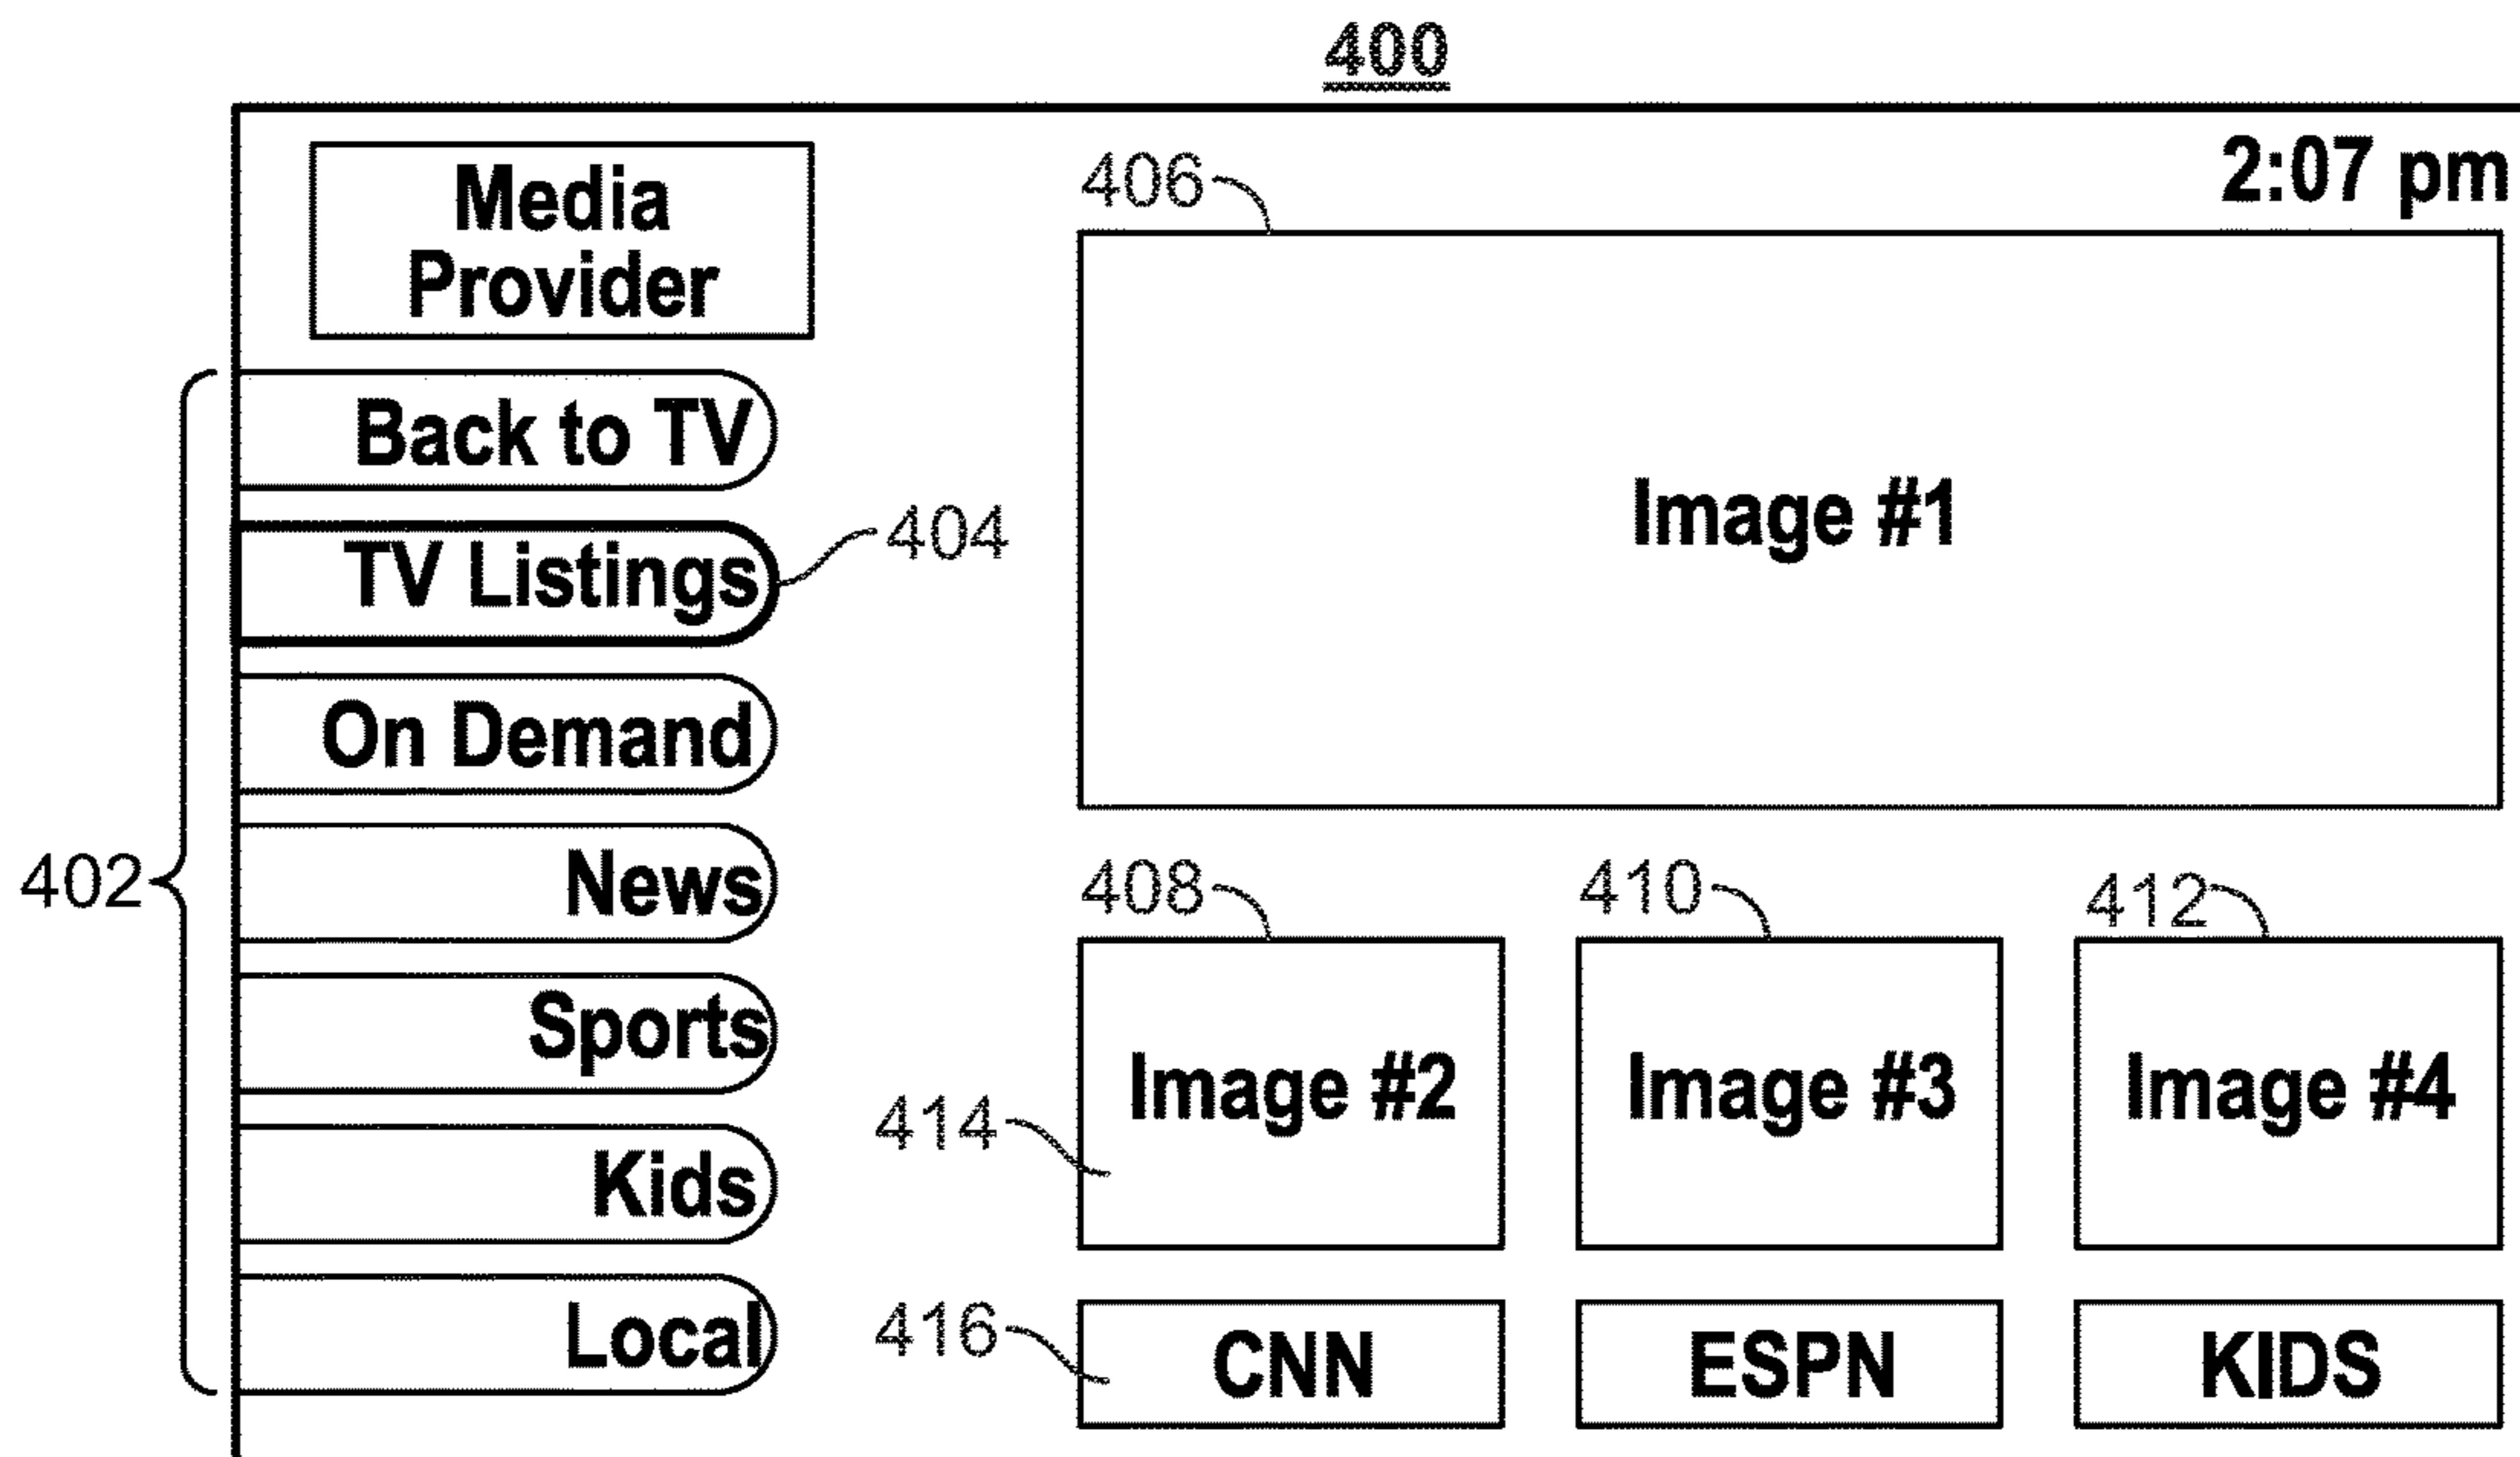 400
Media
Provider
2:07 pm
406
Image #1
Back to TV
TV Listings
404
On Demand
402
News
Sports
Kids
Local
408
410
412
Image #2
Image #3
Image #4
414
416
CNN
ESPN
KIDS